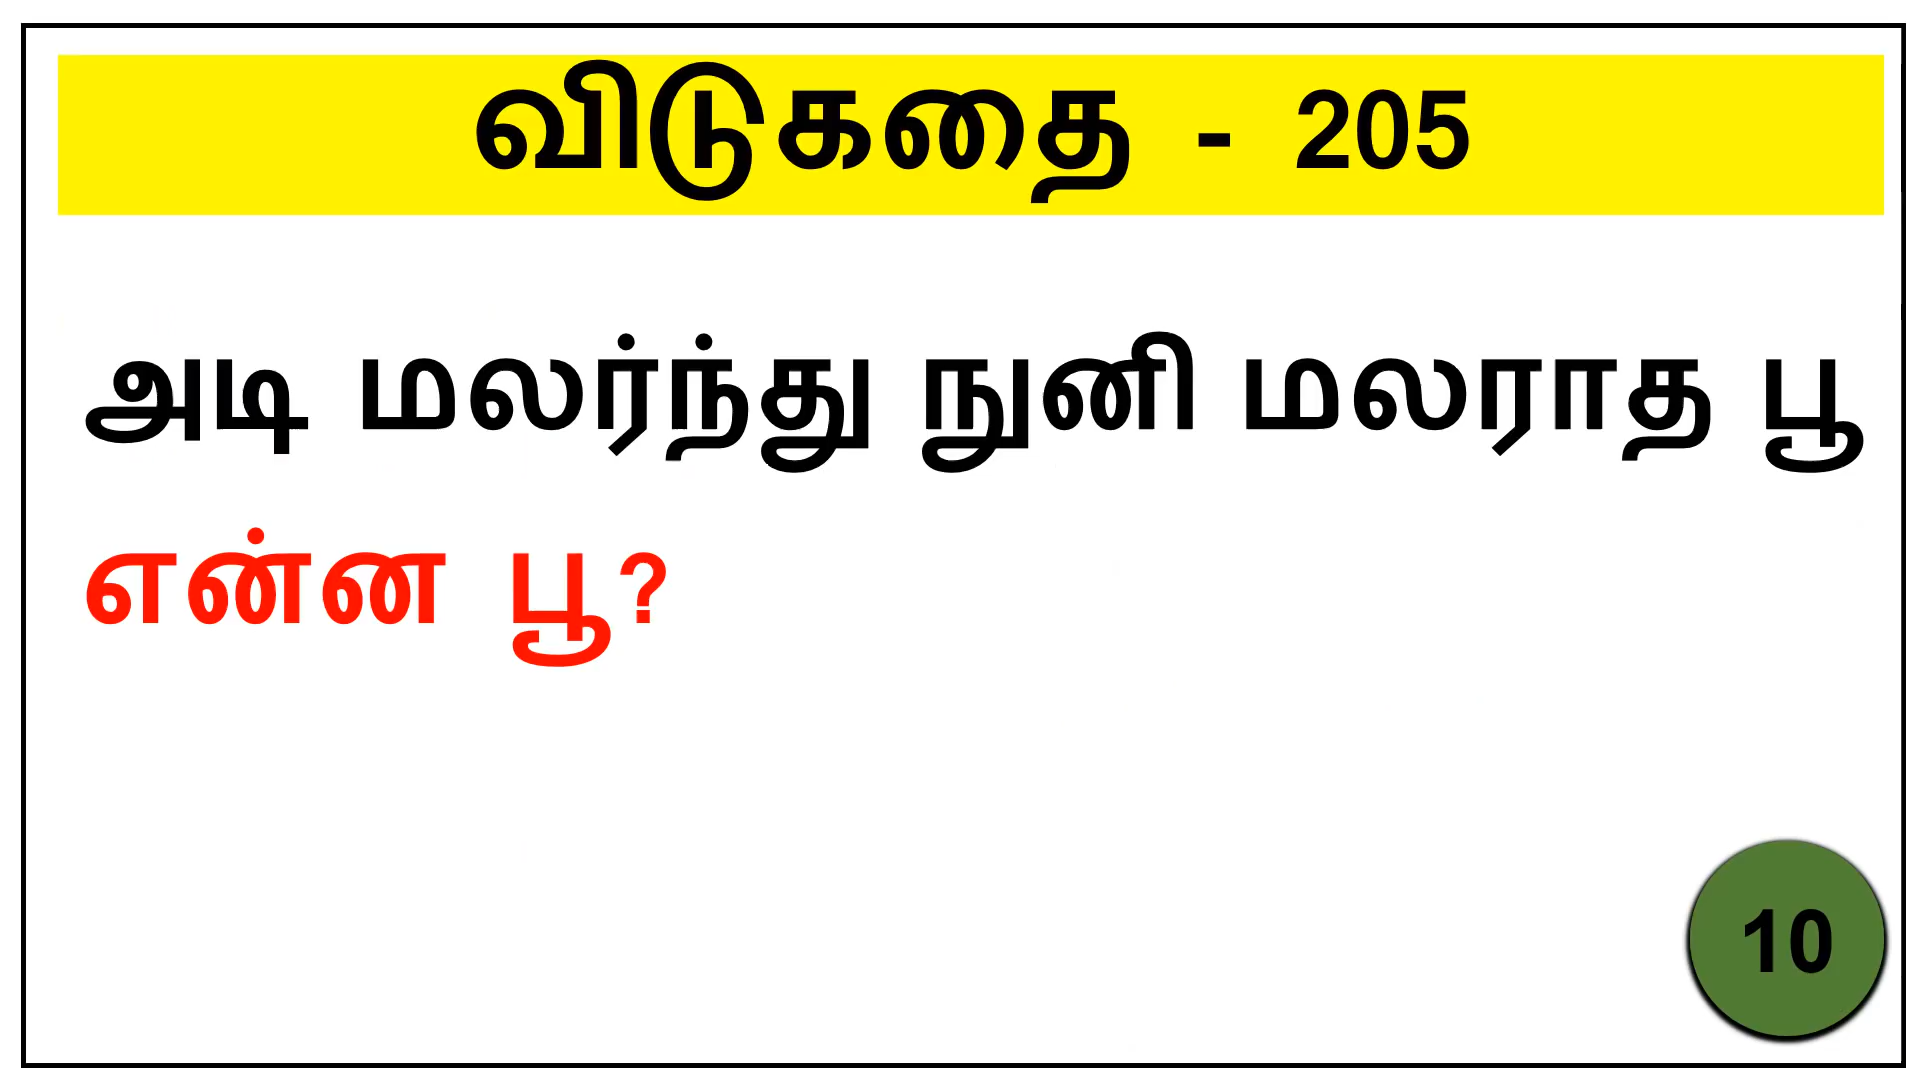 விடுகதை - 205
அடி மலர்ந்து நுனி மலராத பூ
என்ன பூ?
10